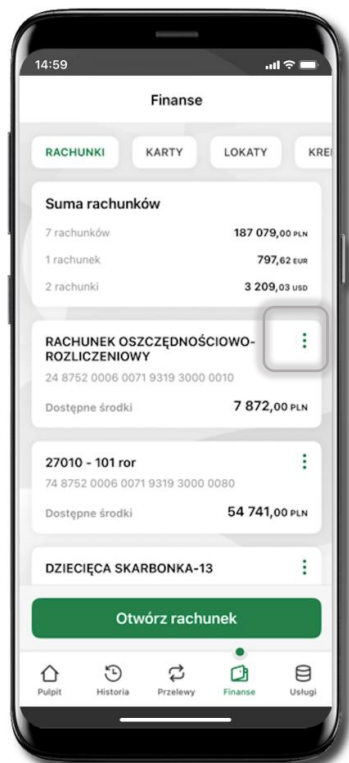 14:59
Finanse
RACHUNKI KARTY LOKATY KRE
Suma rachunków
7 rachunków 187 079,00 PLN
1 rachunek 797,62 EUR
2 rachunki 3 209,03 USD
RACHUNEK OSZCZĘDNOŚCIOWO-
ROZLICZENIOWY
24 8752 0006 0071 9319 3000 0010
Dostępne środki 7 872,00 PLN
27010 - 101 ror
74 8752 0006 0071 9319 3000 0080
Dostępne środki 54 741,00 PLN
DZIECIĘCA SKARBONKA-13
Otwórz rachunek
Pulpit Historia Przelewy Finanse Usługi